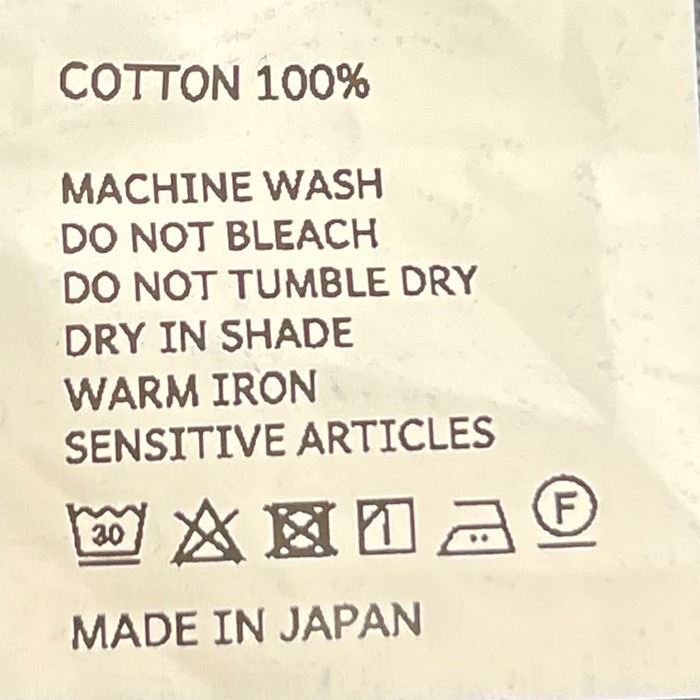 COTTON 100%
MACHINE WASH
DO NOT BLEACH
DO NOT TUMBLE DRY
DRY IN SHADE
WARM IRON
SENSITIVE ARTICLES
30 F
MADE IN JAPAN